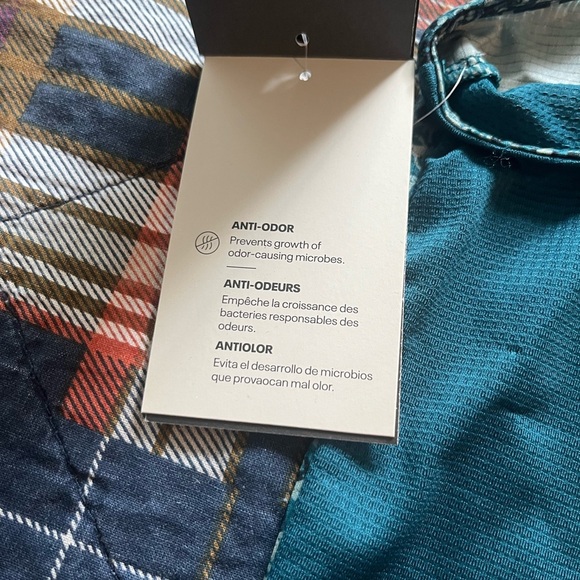 ANTI-ODOR
Prevents growth of
odor-causing microbes.
ANTI-ODEURS
Empêche la croissance des
bacteries responsables des
odeurs.
ANTIOLOR
Evita el desarrollo de microbios
que provaocan mal olor.